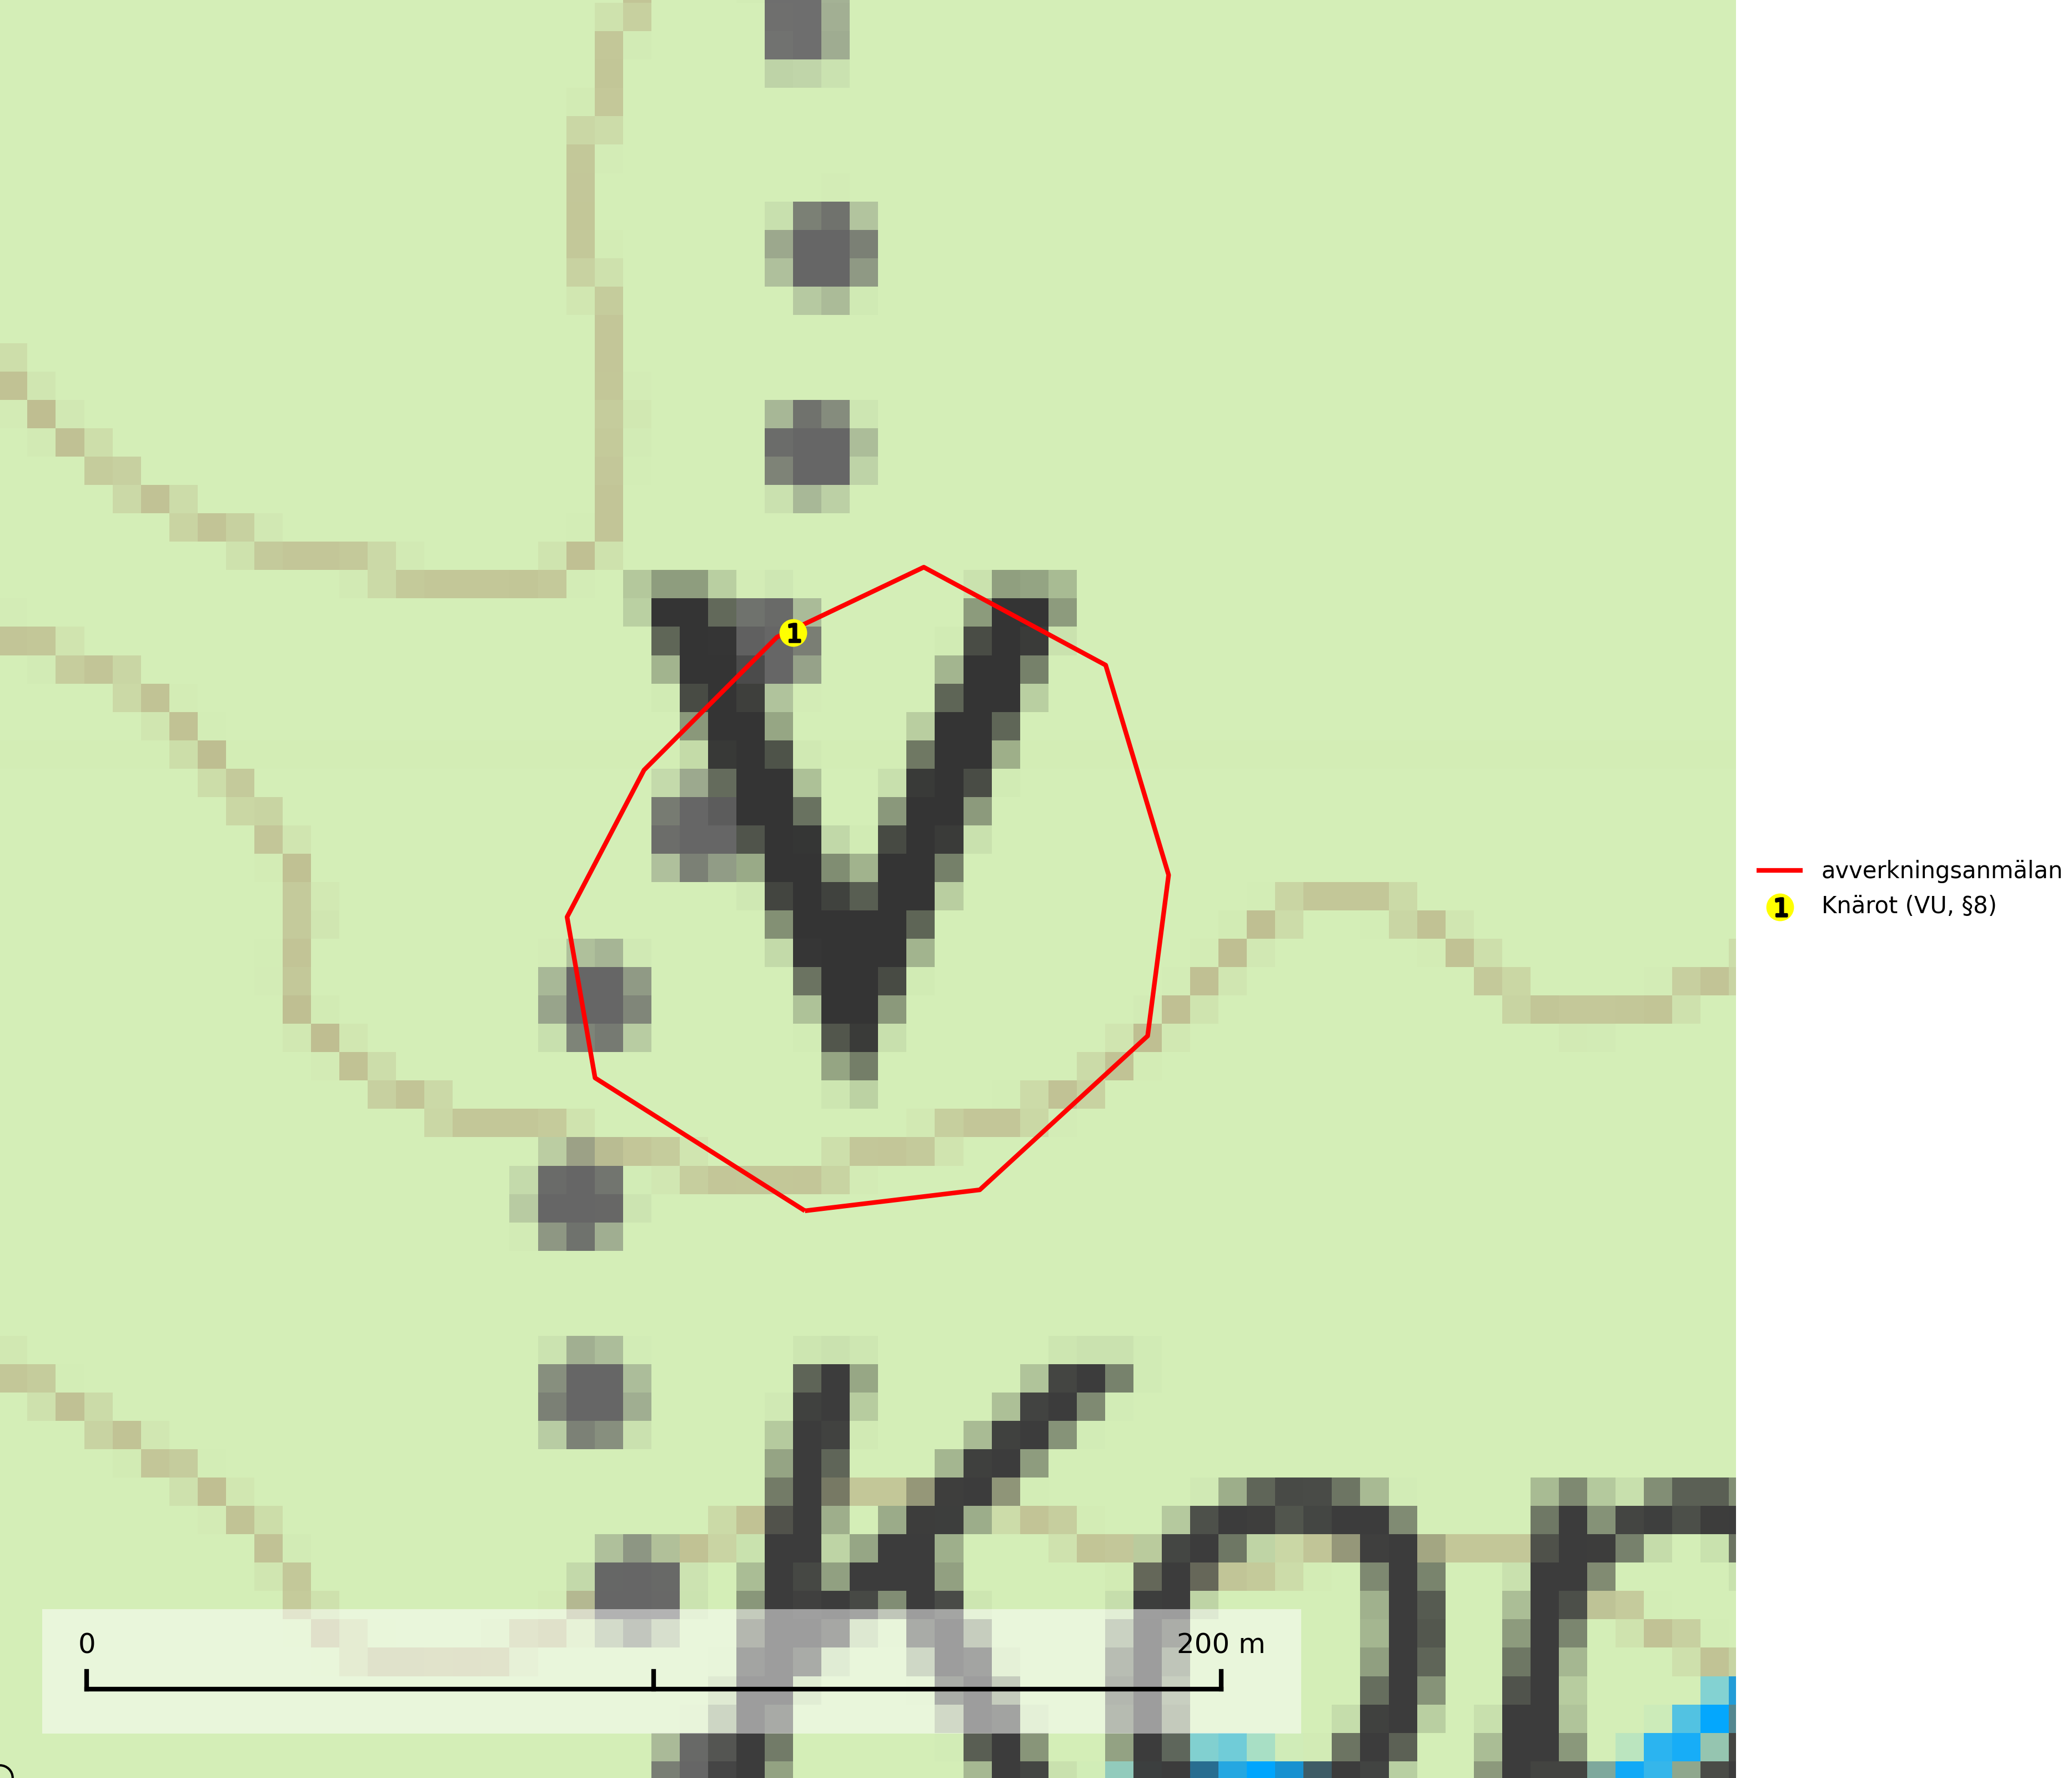 1
V
avverkningsanmälan
1 Knärot (VU, §8)
0 200 m